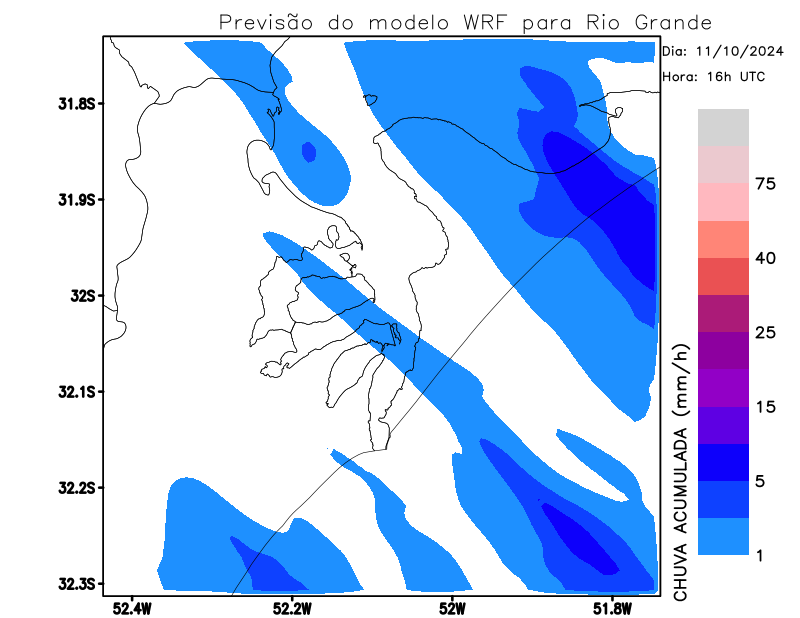 Previsão do modelo WRF para Rio Grande
Dia: 11/10/2024
Hora: 16h UTC
31.8S
31.9S
32S
32.1S
32.2S
32.3S
52.4W
52.2W
52W
51.8W
CHUVA ACUMULADA (mm/h)
75
40
25
15
5
1